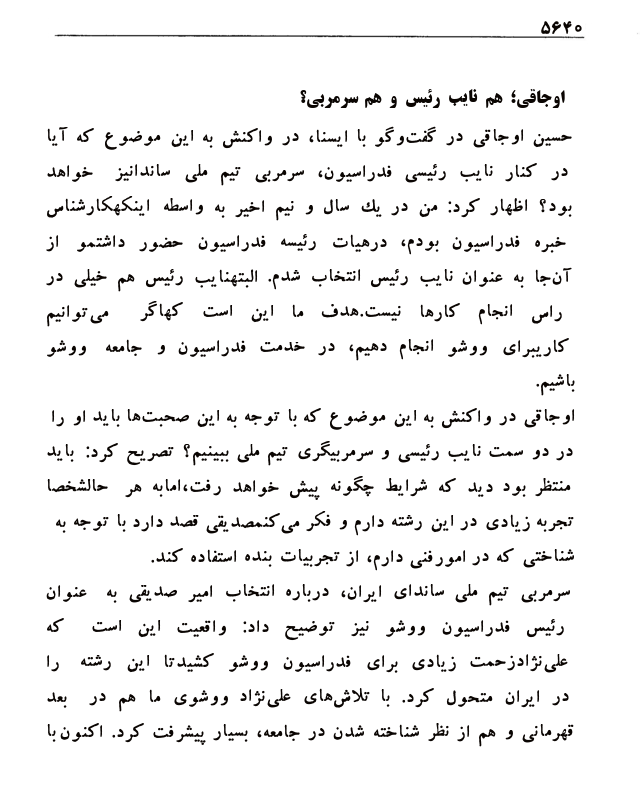 ۵۶۴۰
اوجاقی؛ هم نایب رئیس و هم سرمربی؟
حسین اوجاقی در گفت‌وگو با ایسنا، در واکنش به این موضوع که آیا
در کنار نایب رئیسی فدراسیون، سرمربی تیم ملی ساندانیز خواهد
بود؟ اظهار کرد: من در یك سال و نیم اخیر به واسطه اینکهکارشناس
خبره فدراسیون بودم، درهیات رئیسه فدراسیون حضور داشتمو از
آن‌جا به عنوان نایب رئیس انتخاب شدم. البتهنایب رئیس هم خیلی در
راس انجام کارها نیست.هدف ما این است کهاگر می‌توانیم
کاریبرای ووشو انجام دهیم، در خدمت فدراسیون و جامعه ووشو
باشیم.
اوجاقی در واکنش به این موضوع که با توجه به این صحبت‌ها باید او را
در دو سمت نایب رئیسی و سرمربیگری تیم ملی ببینیم؟ تصریح کرد: باید
منتظر بود دید که شرایط چگونه پیش خواهد رفت،امابه هر حالشخصا
تجربه زیادی در این رشته دارم و فکر می‌کنمصدیقی قصد دارد با توجه به
شناختی که در امورفنی دارم، از تجربیات بنده استفاده کند.
سرمربی تیم ملی ساندای ایران، درباره انتخاب امیر صدیقی به عنوان
رئیس فدراسیون ووشو نیز توضیح داد: واقعیت این است که
علی‌نژادزحمت زیادی برای فدراسیون ووشو کشیدتا این رشته را
در ایران متحول کرد. با تلاش‌های علی‌نژاد ووشوی ما هم در بعد
قهرمانی و هم از نظر شناخته شدن در جامعه، بسیار پیشرفت کرد. اکنون با